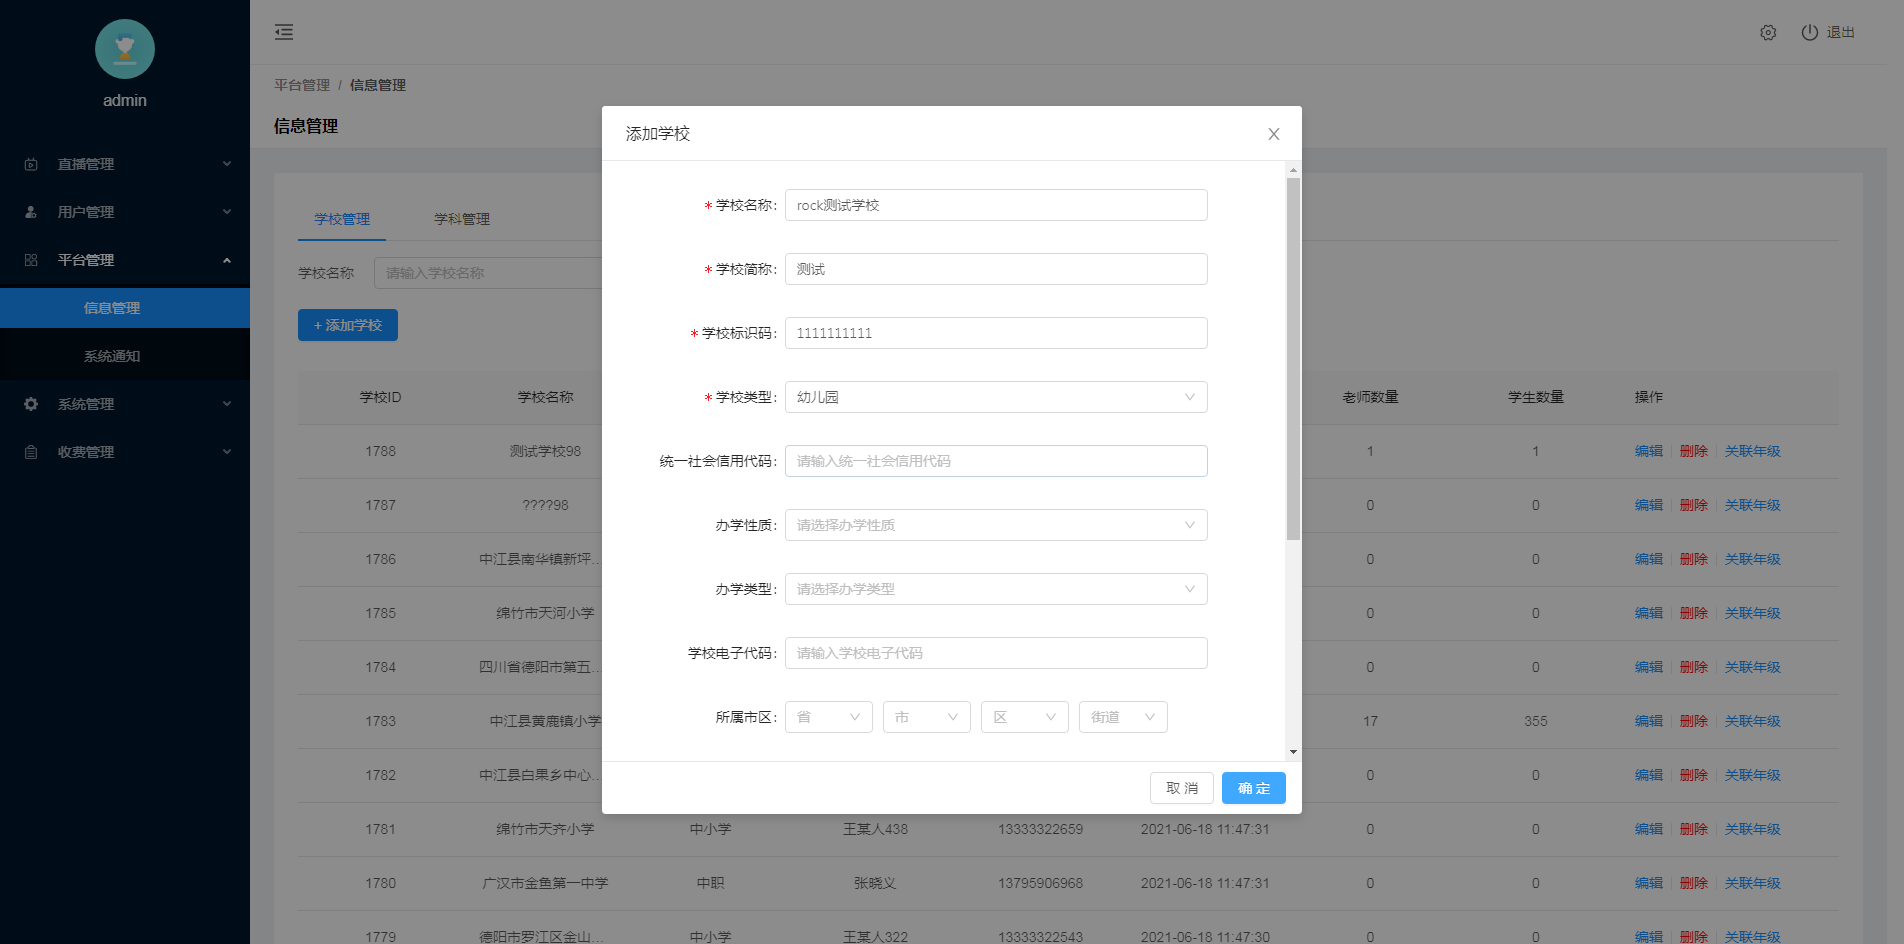 admin
直播管理
用户管理
平台管理
信息管理
系统通知
系统管理
收费管理
退出
平台管理 / 信息管理
信息管理
学校管理 学科管理
学校名称 请输入学校名称
+ 添加学校
学校ID 学校名称 老师数量 学生数量 操作
1788 测试学校98 1 1 编辑 删除 关联年级
1787 ????98 0 0 编辑 删除 关联年级
1786 中江县南华镇新坪... 0 0 编辑 删除 关联年级
1785 绵竹市天河小学 0 0 编辑 删除 关联年级
1784 四川省德阳市第五... 0 0 编辑 删除 关联年级
1783 中江县黄鹿镇小学 17 355 编辑 删除 关联年级
1782 中江县白果乡中心... 0 0 编辑 删除 关联年级
1781 绵竹市天齐小学 中小学 王某人438 13333322659 2021-06-18 11:47:31 0 0 编辑 删除 关联年级
1780 广汉市金鱼第一中学 中职 张晓义 13795906968 2021-06-18 11:47:31 0 0 编辑 删除 关联年级
1779 德阳市罗江区金山... 中小学 王某人322 13333322543 2021-06-18 11:47:30 0 0 编辑 删除 关联年级
添加学校
* 学校名称: rock测试学校
* 学校简称: 测试
* 学校标识码: 1111111111
* 学校类型: 幼儿园
统一社会信用代码: 请输入统一社会信用代码
办学性质: 请选择办学性质
办学类型: 请选择办学类型
学校电子代码: 请输入学校电子代码
所属市区: 省 市 区 街道
取消 确定